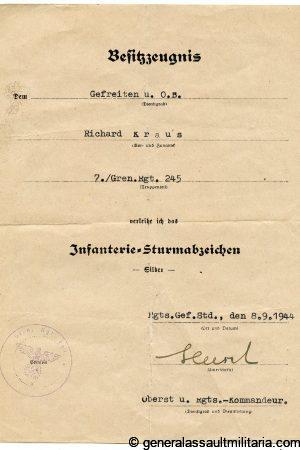 Besitzzeugnis
Dem Gefreiten u. O.B.
(Dienstgrad)
Richard Kraus
(Vor- und Zuname)
7./Gren.Rgt. 245
(Truppenteil)
verleihe ich das
Infanterie-Sturmabzeichen
— Silber —
Rgts.Gef.Std., den 8.9.1944
(Ort und Datum)
(Unterschrift)
Oberst u. Rgts.-Kommandeur.
(Dienstgrad und Dienststellung)
© generalassaultmilitaria.com